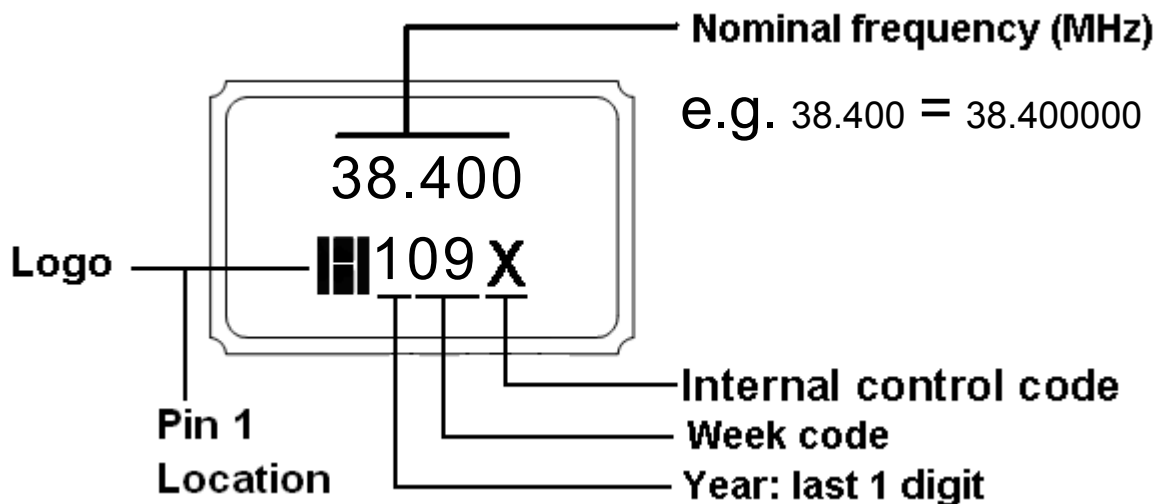 Nominal frequency (MHz)
e.g. 38.400 = 38.400000
38.400
Logo
109 X
Internal control code
Pin 1
Location
Week code
Year: last 1 digit